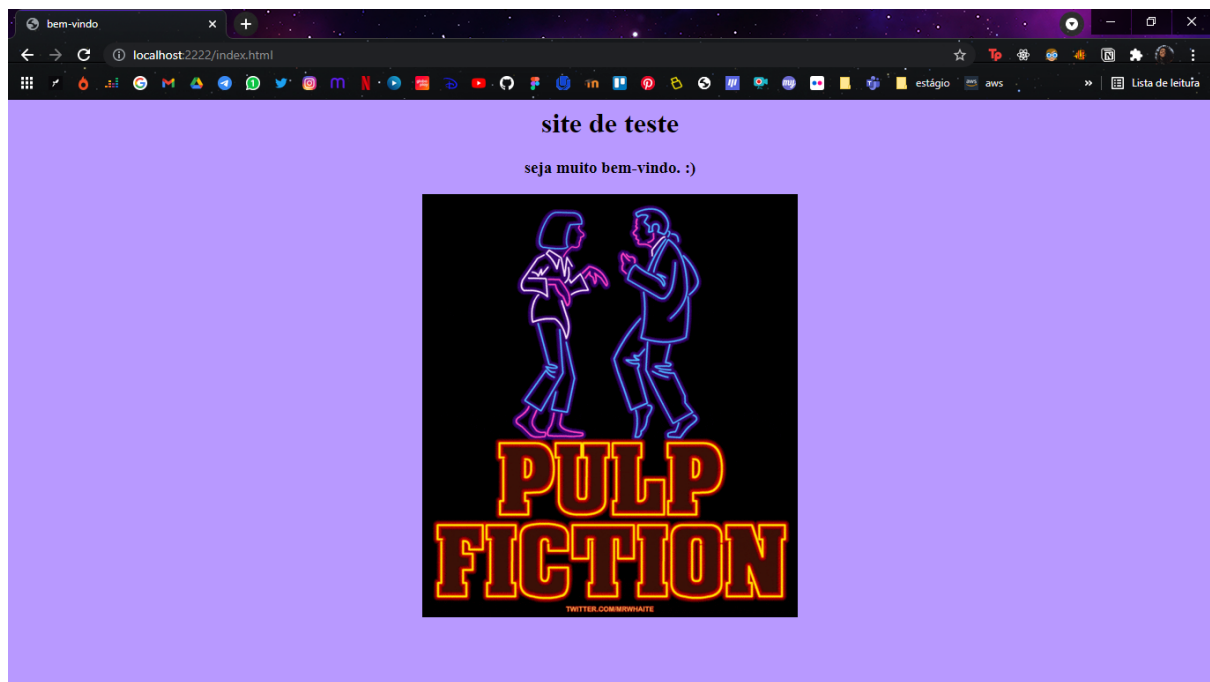 bem-vindo
localhost:2222/index.html
estágio
aws
aws
Lista de leitura
site de teste
seja muito bem-vindo. :)
PULP
FICTION
TWITTER.COM/MRWHAITE